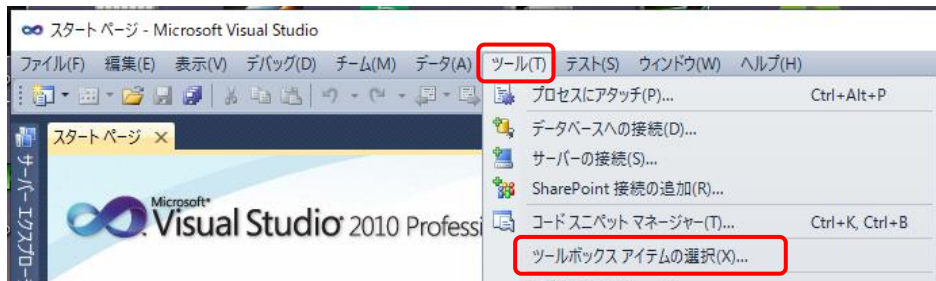 スタート ページ - Microsoft Visual Studio
ファイル(F) 編集(E) 表示(V) デバッグ(D) チーム(M) データ(A) ツール(T) テスト(S) ウィンドウ(W) ヘルプ(H)
プロセスにアタッチ(P)... Ctrl+Alt+P
データベースへの接続(D)...
サーバーの接続(S)...
SharePoint 接続の追加(R)...
コード スニペット マネージャー(T)... Ctrl+K, Ctrl+B
ツールボックス アイテムの選択(X)...
スタート ページ
サーバー エクスプロー
Microsoft
Visual Studio 2010 Professi